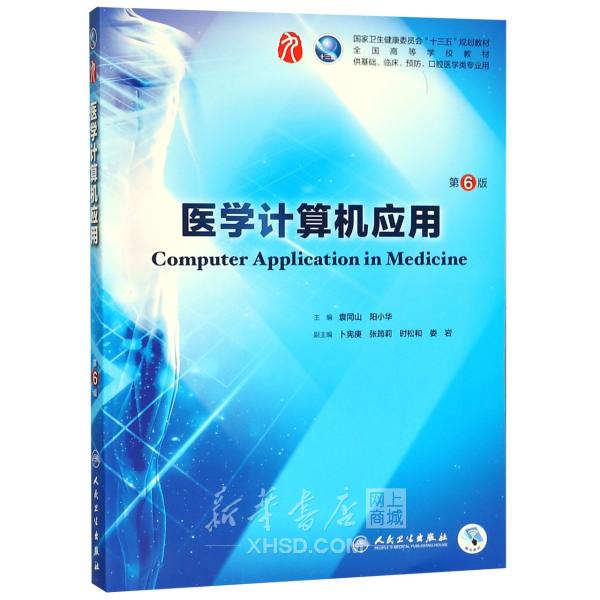 国家卫生健康委员会“十三五”规划教材
全国高等学校教材
供基础、临床、预防、口腔医学类专业用
十三五
第6版
医学计算机应用
Computer Application in Medicine
主编 袁同山 阳小华
副主编 卜宪庚 张筠莉 时松和 娄岩
人民卫生出版社
PEOPLE'S MEDICAL PUBLISHING HOUSE
医学计算机应用
第6版
人民卫生出版社
新华书店
网上商城
XHSD.COM